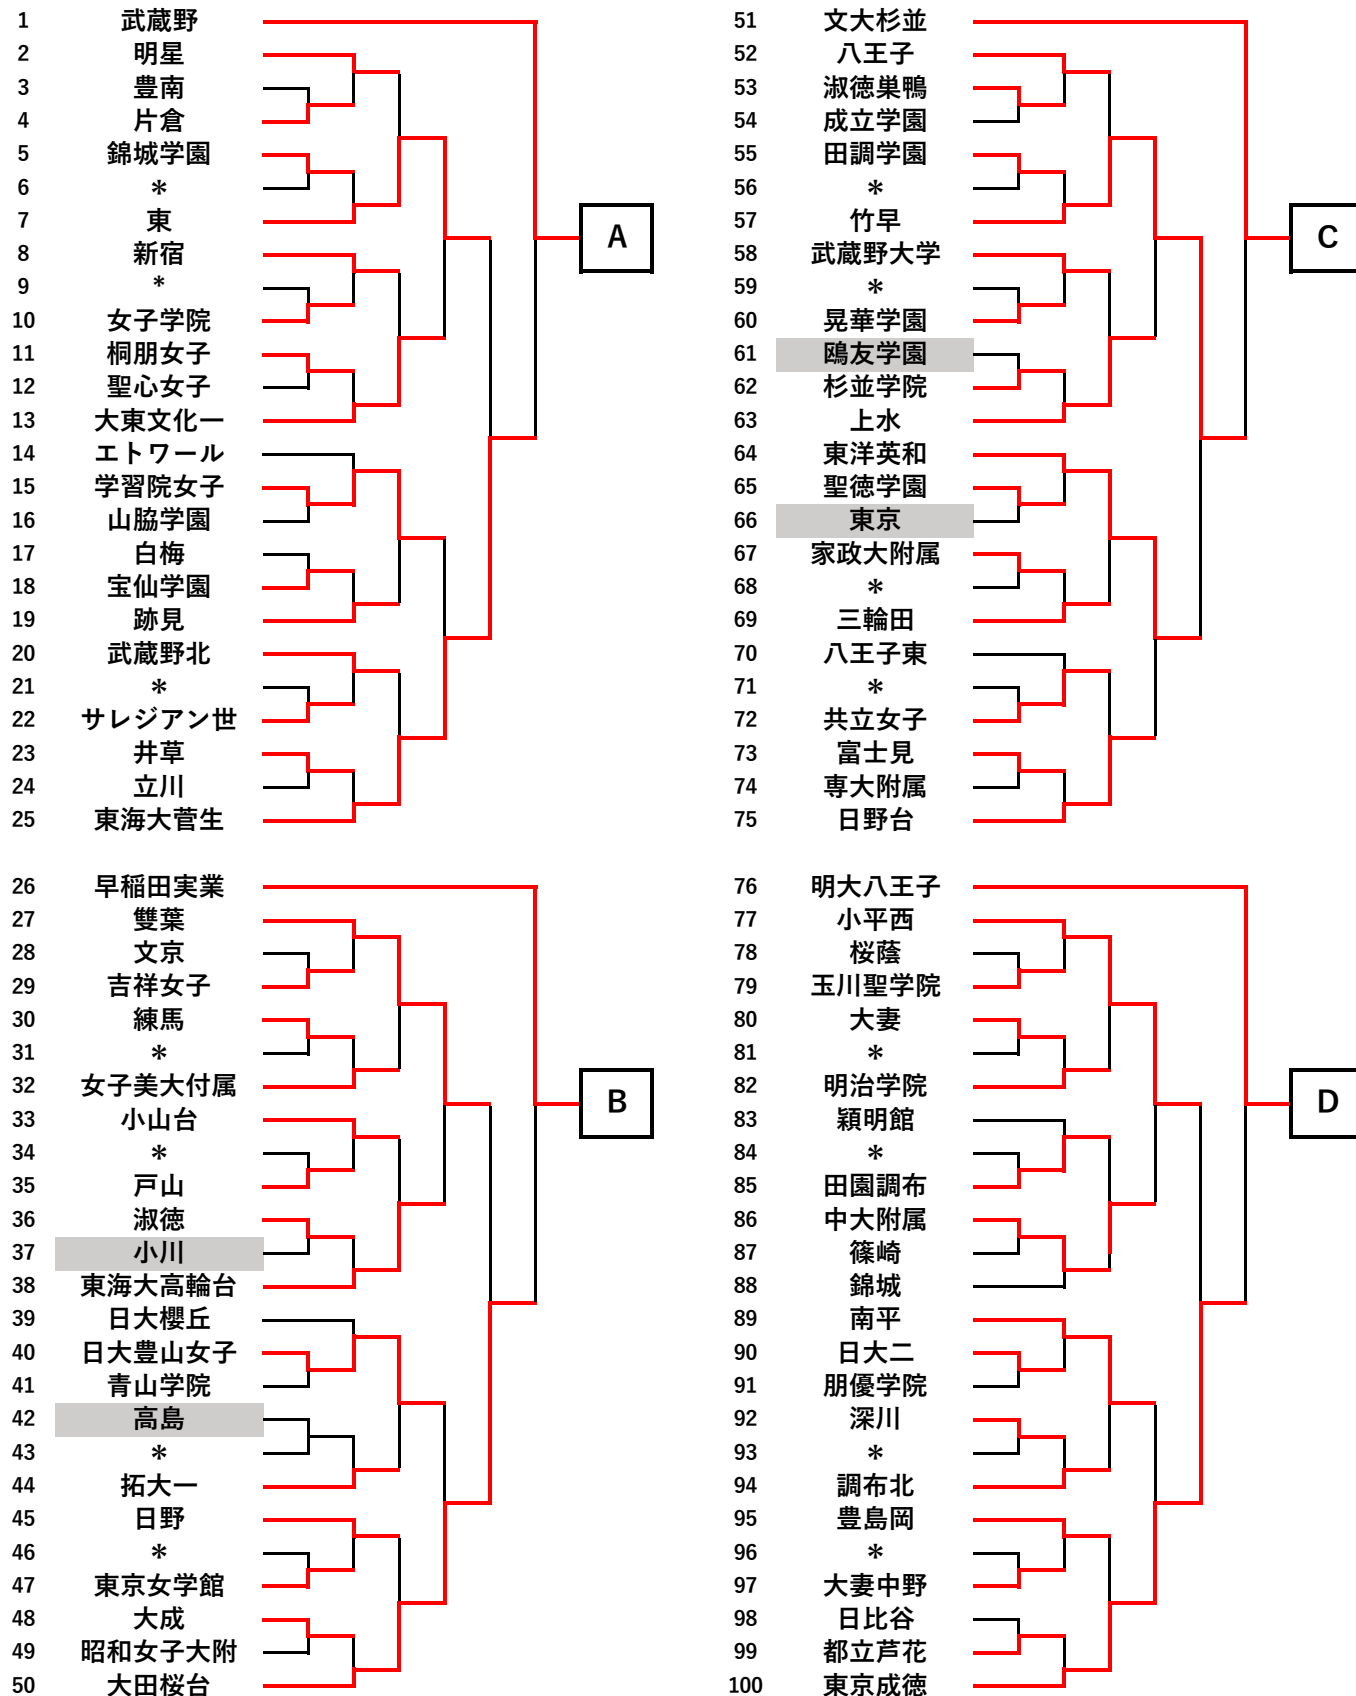 1 武蔵野
2 明星
3 豊南
4 片倉
5 錦城学園
6 *
7 東
8 新宿
9 *
10 女子学院
11 桐朋女子
12 聖心女子
13 大東文化一
14 エトワール
15 学習院女子
16 山脇学園
17 白梅
18 宝仙学園
19 跡見
20 武蔵野北
21 *
22 サレジアン世
23 井草
24 立川
25 東海大菅生
A
26 早稲田実業
27 雙葉
28 文京
29 吉祥女子
30 練馬
31 *
32 女子美大付属
33 小山台
34 *
35 戸山
36 淑徳
37 小川
38 東海大高輪台
39 日大櫻丘
40 日大豊山女子
41 青山学院
42 高島
43 *
44 拓大一
45 日野
46 *
47 東京女学館
48 大成
49 昭和女子大附
50 大田桜台
B
51 文大杉並
52 八王子
53 淑徳巣鴨
54 成立学園
55 田調学園
56 *
57 竹早
58 武蔵野大学
59 *
60 晃華学園
61 鴎友学園
62 杉並学院
63 上水
64 東洋英和
65 聖徳学園
66 東京
67 家政大附属
68 *
69 三輪田
70 八王子東
71 *
72 共立女子
73 富士見
74 専大附属
75 日野台
C
76 明大八王子
77 小平西
78 桜蔭
79 玉川聖学院
80 大妻
81 *
82 明治学院
83 穎明館
84 *
85 田園調布
86 中大附属
87 篠崎
88 錦城
89 南平
90 日大二
91 朋優学院
92 深川
93 *
94 調布北
95 豊島岡
96 *
97 大妻中野
98 日比谷
99 都立芦花
100 東京成徳
D